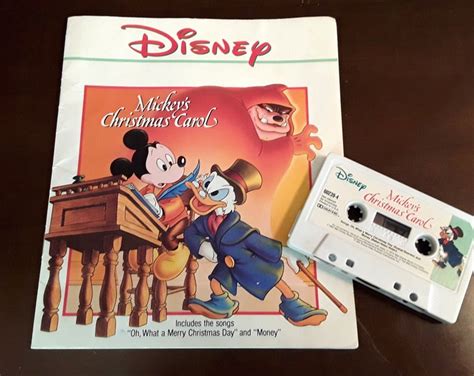 Disney
Mickey's
Christmas Carol
Includes the songs
"Oh, What a Merry Christmas Day" and "Money"
Disney
Mickey's
Christmas Carol